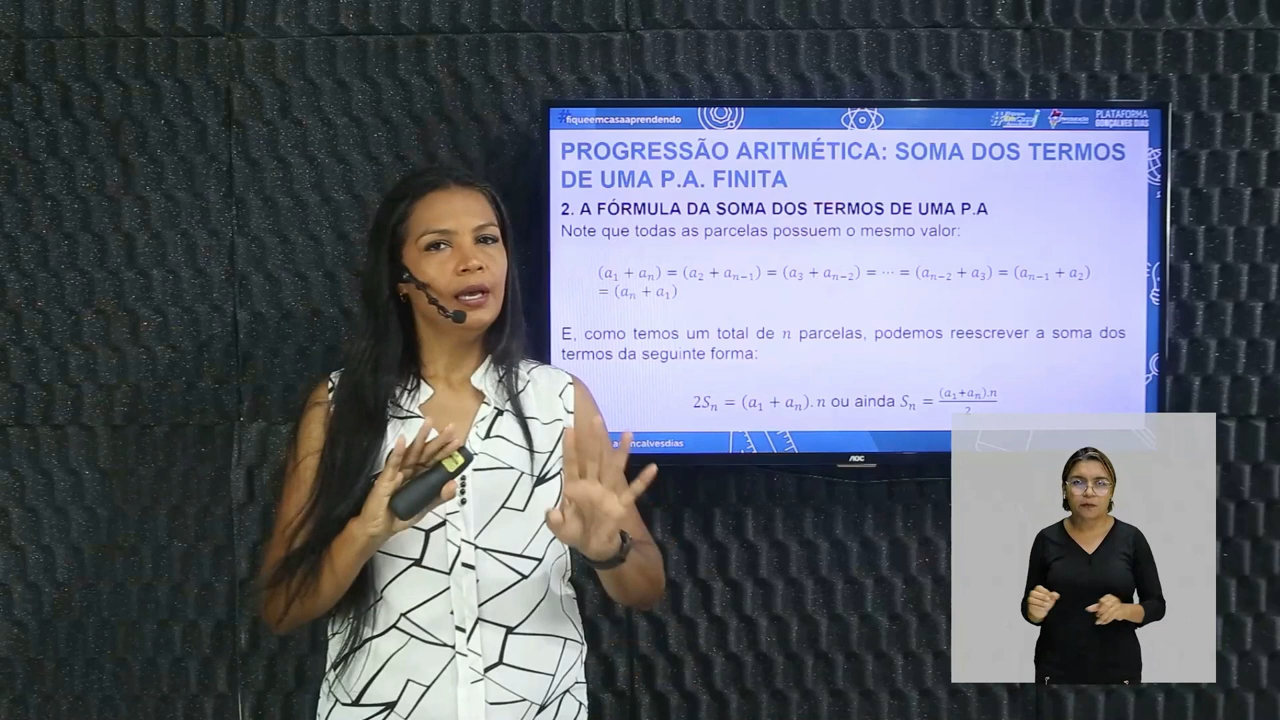 #fiqueemcasaaprendendo
PLATAFORMA
GONÇALVES DIAS
PROGRESSÃO ARITMÉTICA: SOMA DOS TERMOS
DE UMA P.A. FINITA
2. A FÓRMULA DA SOMA DOS TERMOS DE UMA P.A
Note que todas as parcelas possuem o mesmo valor:
(a₁ + aₙ) = (a₂ + aₙ₋₁) = (a₃ + aₙ₋₂) = ⋯ = (aₙ₋₂ + a₃) = (aₙ₋₁ + a₂)
= (aₙ + a₁)
E, como temos um total de n parcelas, podemos reescrever a soma dos
termos da seguinte forma:
2Sₙ = (a₁ + aₙ). n ou ainda Sₙ = (a₁+aₙ).n / 2
AOC